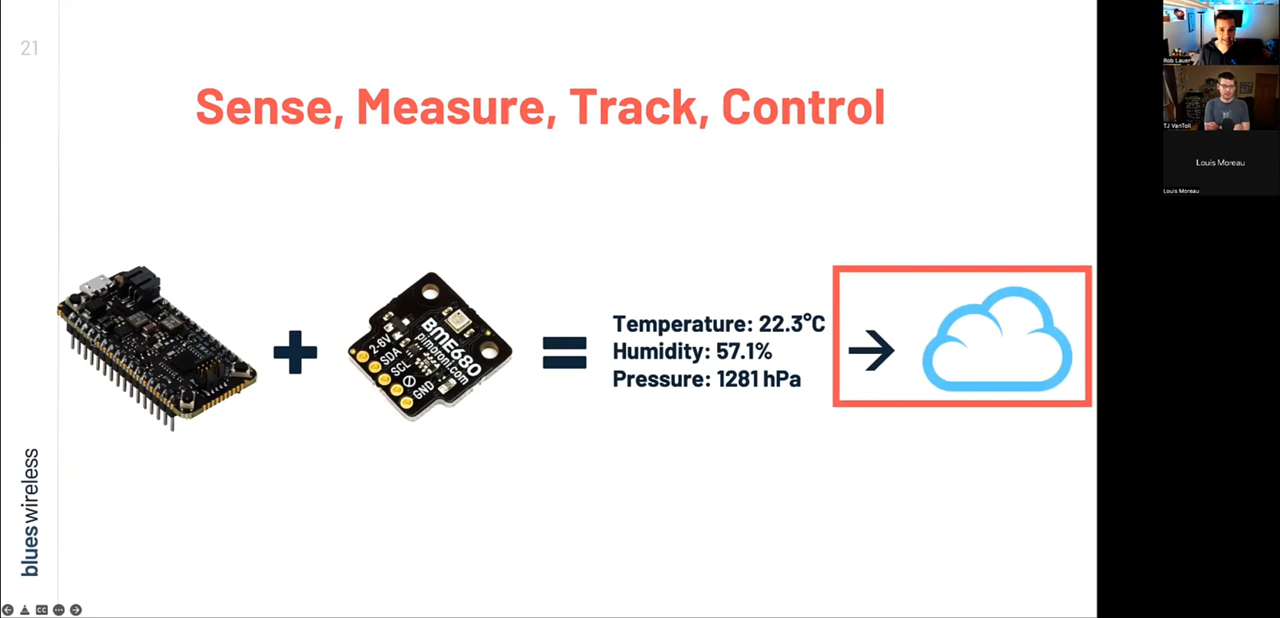 21
Sense, Measure, Track, Control
2-6V
SDA
SCL
GND
BME680
pimoroni.com
Temperature: 22.3°C
Humidity: 57.1%
Pressure: 1281 hPa
blues wireless
CC
Rob Lauer
TJ VanToll
Louis Moreau
Louis Moreau